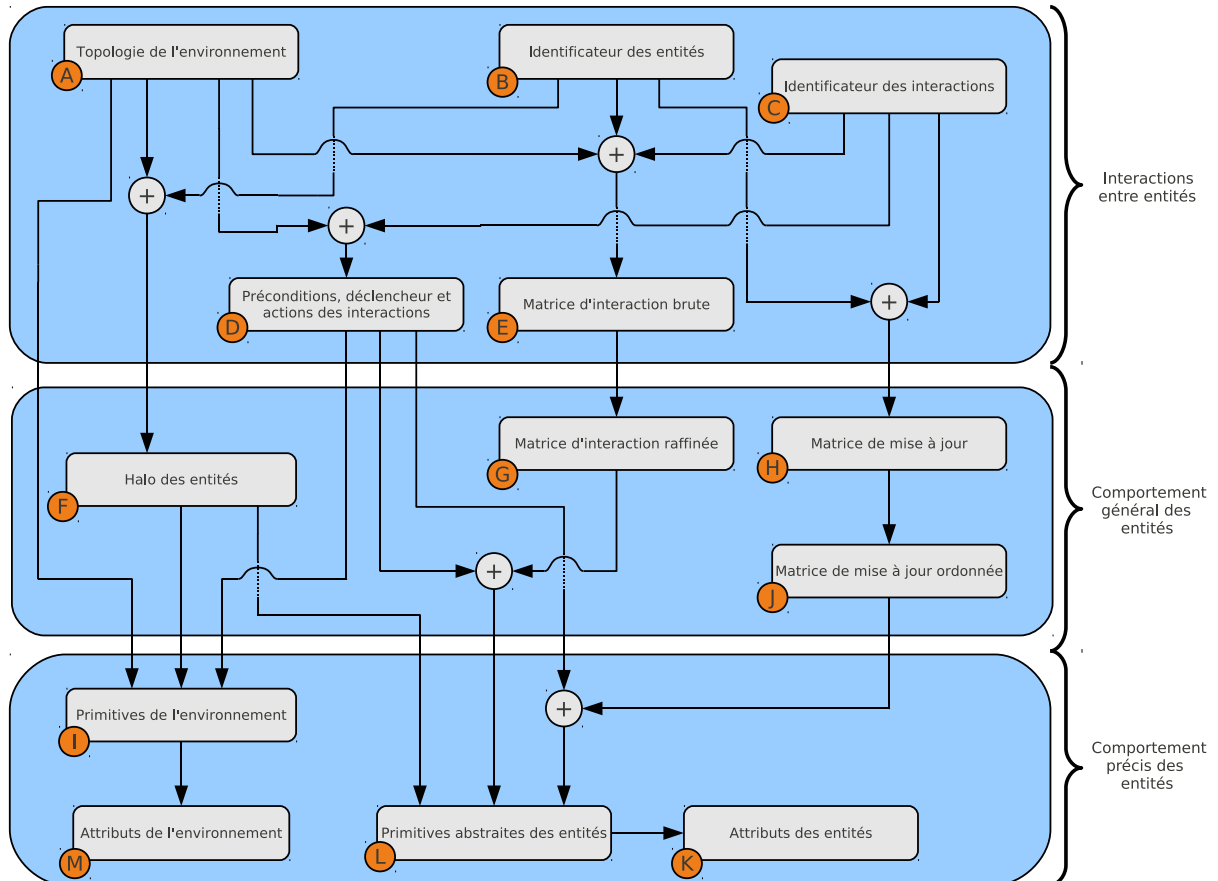 Topologie de l'environnement
A
Identificateur des entités
B
Identificateur des interactions
C
+
+
+
Interactions
entre entités
Préconditions, déclencheur et
actions des interactions
D
Matrice d'interaction brute
E
+
Matrice d'interaction raffinée
G
Matrice de mise à jour
H
Halo des entités
F
Comportement
général des
entités
+
Matrice de mise à jour ordonnée
J
Primitives de l'environnement
I
+
Comportement
précis des
entités
Attributs de l'environnement
M
Primitives abstraites des entités
L
Attributs des entités
K